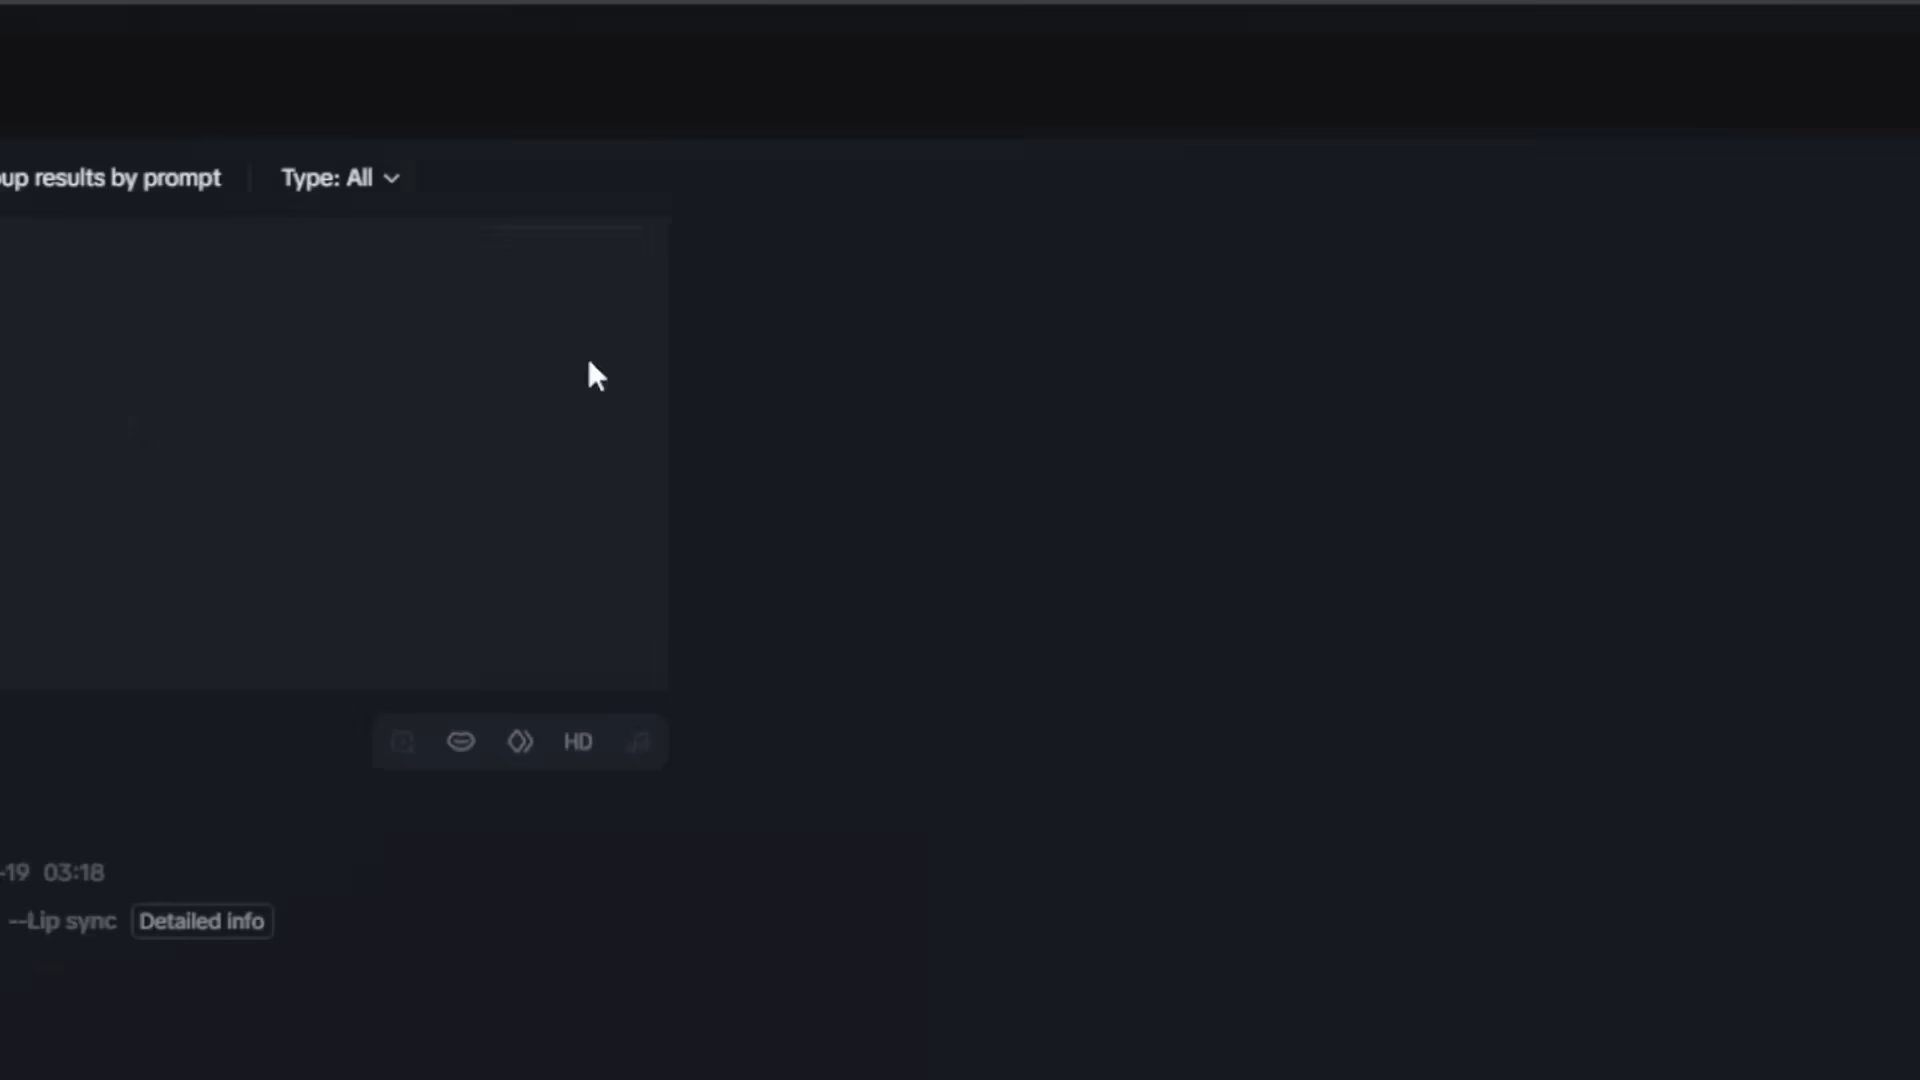 up results by prompt
Type: All
HD
-19 03:18
--Lip sync
Detailed info